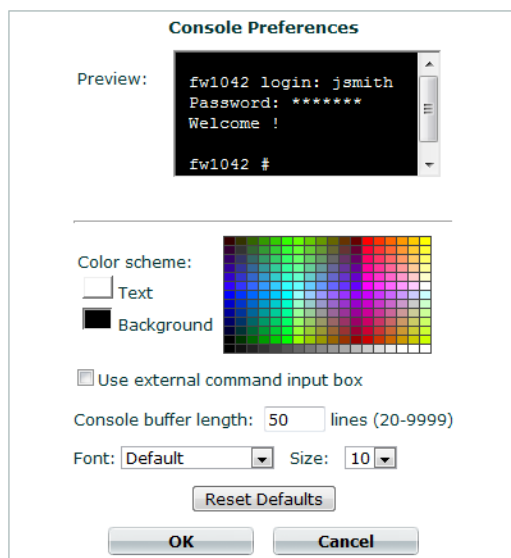 Console Preferences
Preview:
fw1042 login: jsmith
Password: *******
Welcome !
fw1042 #
Color scheme:
Text
Background
Use external command input box
Console buffer length: 50 lines (20-9999)
Font: Default Size: 10
Reset Defaults
OK Cancel